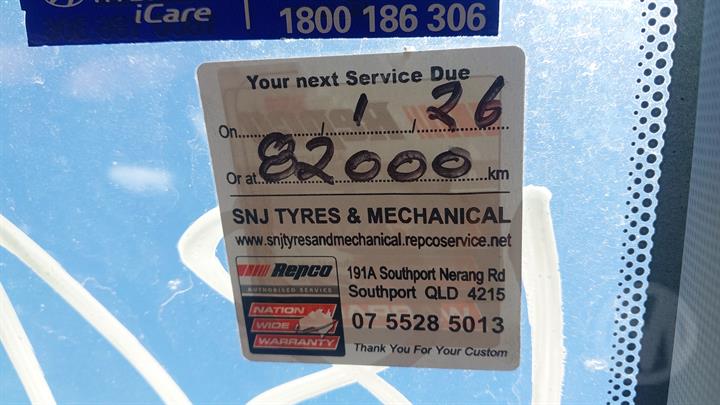 iCare
1800 186 306
Your next Service Due
On............/....1..../...26
Or at...82000...km
SNJ TYRES & MECHANICAL
www.snjtyresandmechanical.repcoservice.net
Repco
AUTHORISED SERVICE
NATION
WIDE
WARRANTY
191A Southport Nerang Rd
Southport QLD 4215
07 5528 5013
Thank You For Your Custom